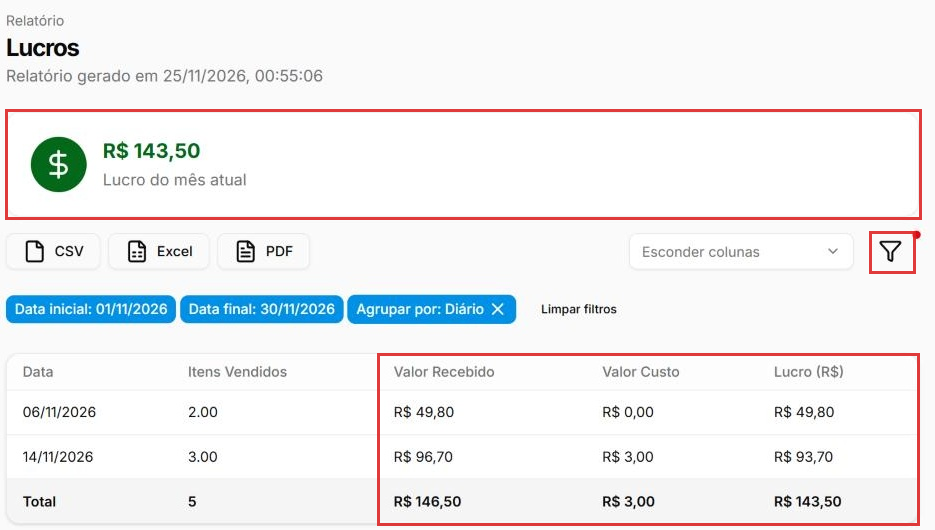 Relatório
Lucros
Relatório gerado em 25/11/2026, 00:55:06
R$ 143,50
Lucro do mês atual
CSV Excel PDF Esconder colunas
Data inicial: 01/11/2026 Data final: 30/11/2026 Agrupar por: Diário Limpar filtros
Data Itens Vendidos Valor Recebido Valor Custo Lucro (R$)
06/11/2026 2.00 R$ 49,80 R$ 0,00 R$ 49,80
14/11/2026 3.00 R$ 96,70 R$ 3,00 R$ 93,70
Total 5 R$ 146,50 R$ 3,00 R$ 143,50